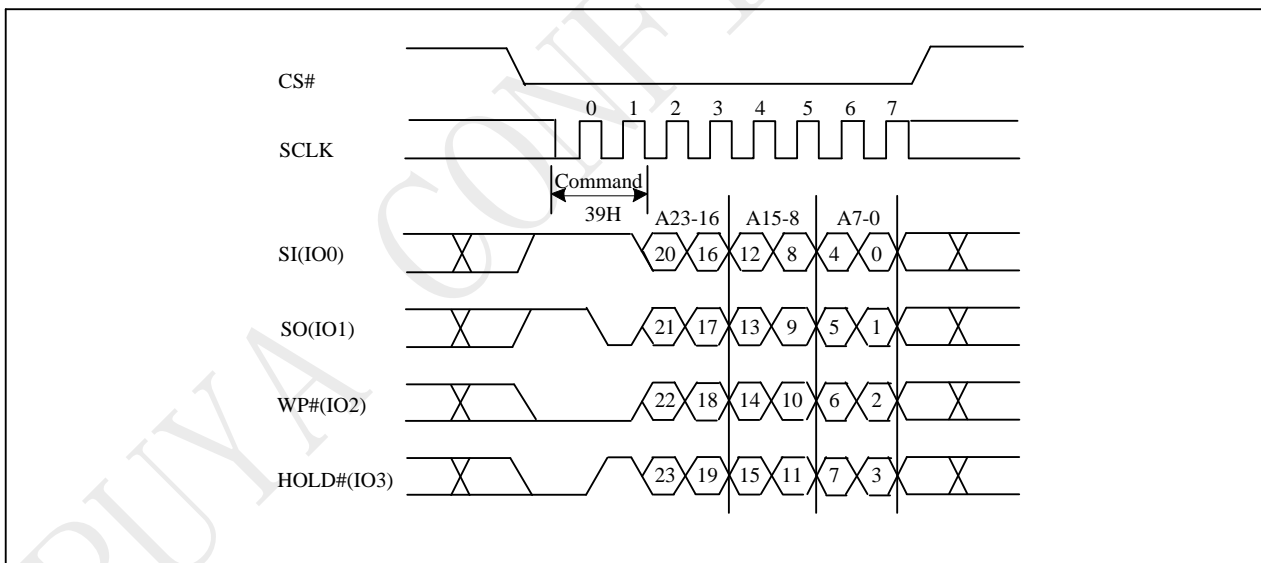 PUYA CONF
CS#
0 1 2 3 4 5 6 7
SCLK
Command
39H
A23-16 A15-8 A7-0
SI(IO0)
20 16 12 8 4 0
SO(IO1)
21 17 13 9 5 1
WP#(IO2)
22 18 14 10 6 2
HOLD#(IO3)
23 19 15 11 7 3